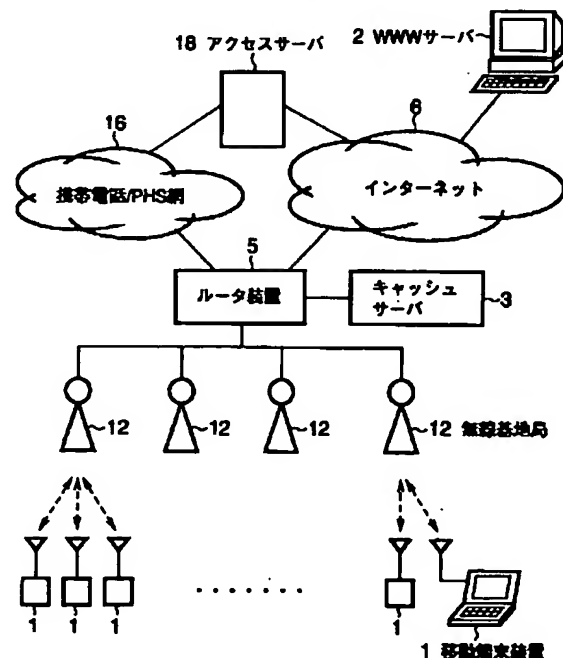 18 アクセスサーバ
2 WWWサーバ
16
6
携帯電話/PHS網
インターネット
5
ルータ装置
キャッシュ
サーバ
3
12
12
12
12 無線基地局
1
1
1
1
1 移動端末装置